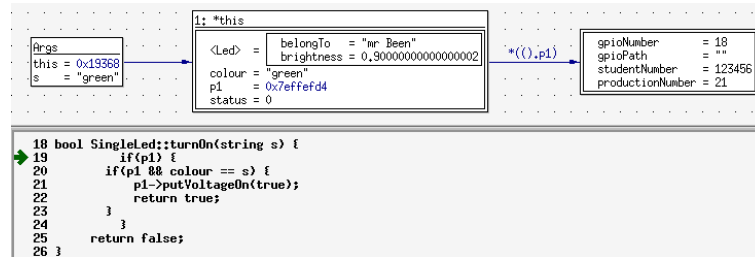 1: *this
Args
this = 0x19368
s = "green"
<Led> = belongTo = "mr Been"
brightness = 0.90000000000000002
colour = "green"
p1 = 0x7effefd4
status = 0
*(().p1)
gpioNumber = 18
gpioPath = ""
studentNumber = 123456
productionNumber = 21
18 bool SingleLed::turnOn(string s) {
19 if(p1) {
20 if(p1 && colour == s) {
21 p1->putVoltageOn(true);
22 return true;
23 }
24 }
25 return false;
26 }